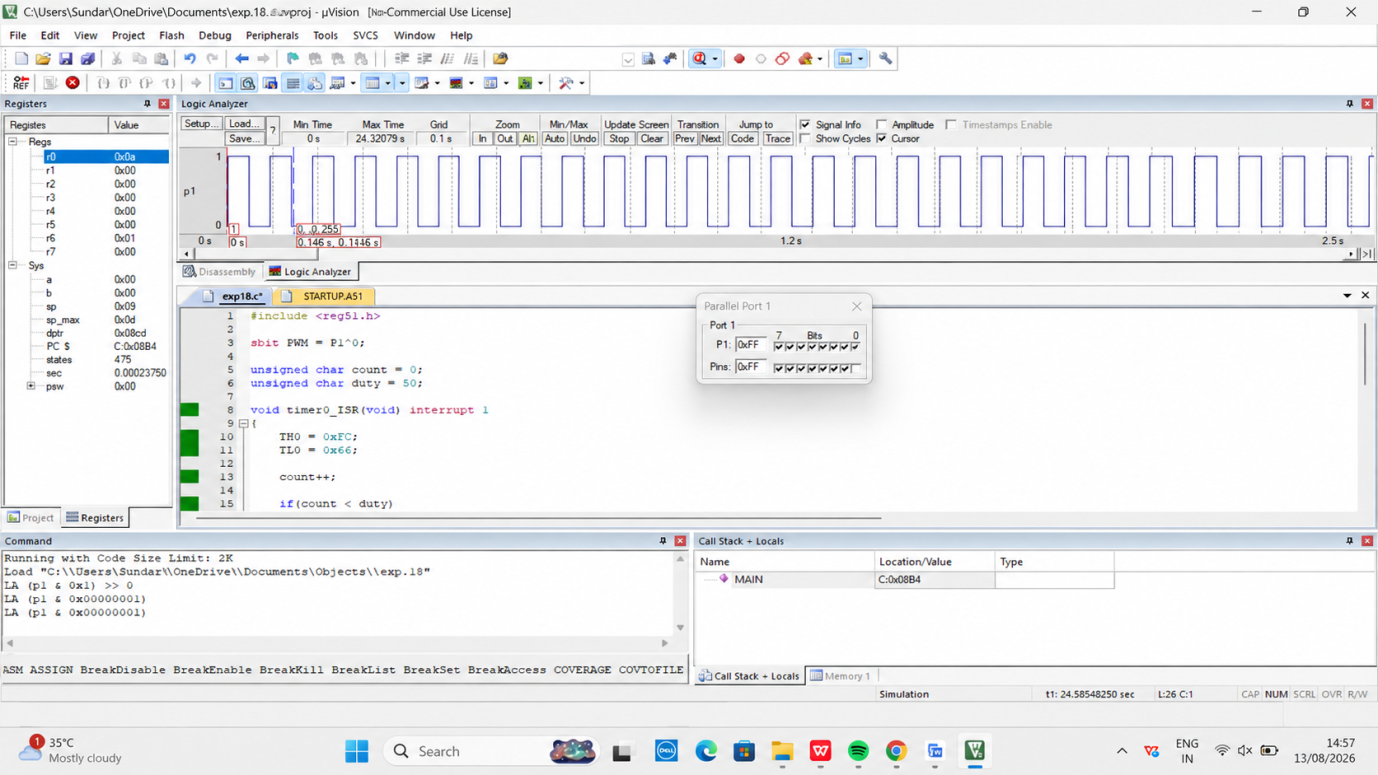 C:\Users\Sundar\OneDrive\Documents\exp.18. - µVision [Non-Commercial Use License]
File Edit View Project Flash Debug Peripherals Tools SVCS Window Help
Registers
Registes Value
Regs
r0 0x0a
r1 0x00
r2 0x00
r3 0x00
r4 0x00
r5 0x00
r6 0x01
r7 0x00
Sys
a 0x00
b 0x00
sp 0x09
sp_max 0x0d
dptr 0x08cd
PC $ C:0x08B4
states 475
sec 0.00023750
psw 0x00
Project Registers
Logic Analyzer
Setup... Load... Min Time Max Time Grid Zoom Min/Max Update Screen Transition Jump to Signal Info Amplitude Timestamps Enable
Save... ? 0 s 24.32079 s 0.1 s In Out All Auto Undo Stop Clear Prev Next Code Trace Show Cycles Cursor
1
p1
0
1
0 s 0 s 1.2 s 2.5 s
Disassembly Logic Analyzer
exp18.c* STARTUP.A51
1 #include <reg51.h>
2
3 sbit PWM = P1^0;
4
5 unsigned char count = 0;
6 unsigned char duty = 50;
7
8 void timer0_ISR(void) interrupt 1
9 {
10 TH0 = 0xFC;
11 TL0 = 0x66;
12
13 count++;
14
15 if(count < duty)
Parallel Port 1
Port 1
7 Bits 0
P1: 0xFF
Pins: 0xFF
Command
Running with Code Size Limit: 2K
Load "C:\\Users\\Sundar\\OneDrive\\Documents\\Objects\\exp.18"
LA (p1 & 0x1) >> 0
LA (p1 & 0x00000001)
LA (p1 & 0x00000001)
ASM ASSIGN BreakDisable BreakEnable BreakKill BreakList BreakSet BreakAccess COVERAGE COVTOFILE
Call Stack + Locals
Name Location/Value Type
MAIN C:0x08B4
Call Stack + Locals Memory 1
Simulation t1: 24.58548250 sec L:26 C:1 CAP NUM SCRL OVR R/W
1
35°C
Mostly cloudy
Search
DELL
ENG
IN
14:57
13/08/2026